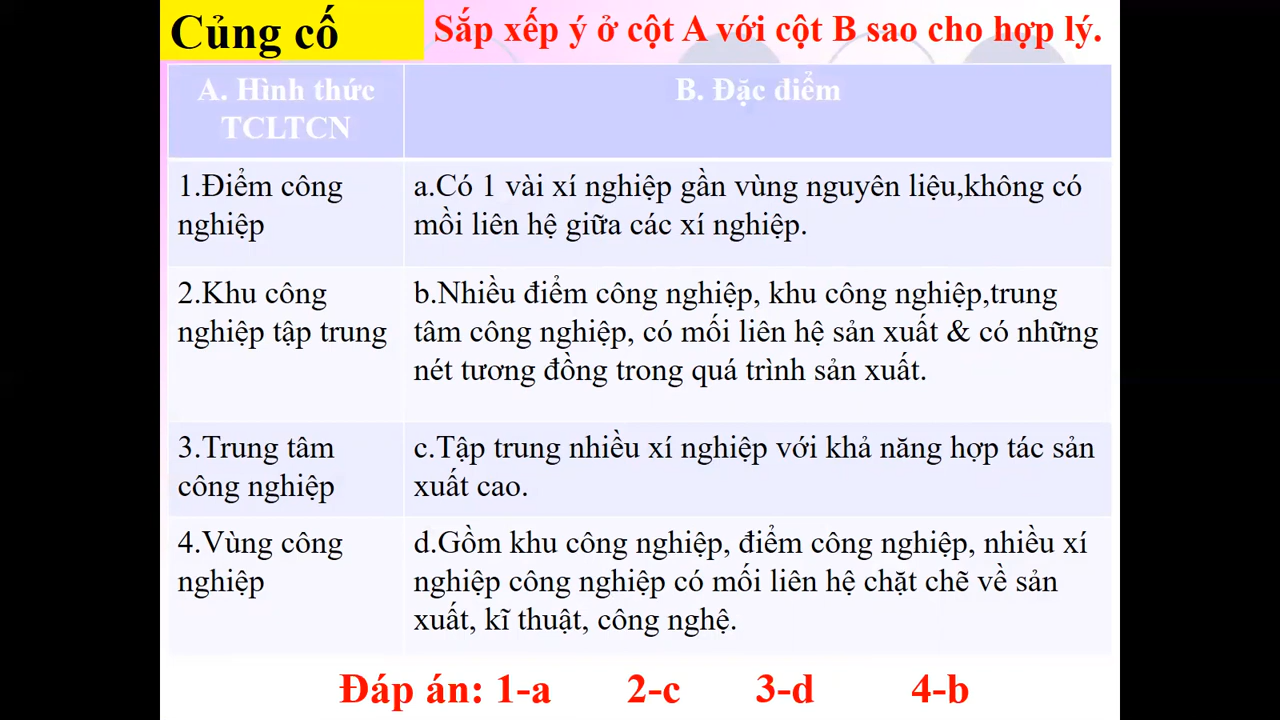 Củng cố
Sắp xếp ý ở cột A với cột B sao cho hợp lý.
A. Hình thức
TCLTCN
B. Đặc điểm
1.Điểm công
nghiệp
a.Có 1 vài xí nghiệp gần vùng nguyên liệu,không có
mồi liên hệ giữa các xí nghiệp.
2.Khu công
nghiệp tập trung
b.Nhiều điểm công nghiệp, khu công nghiệp,trung
tâm công nghiệp, có mối liên hệ sản xuất & có những
nét tương đồng trong quá trình sản xuất.
3.Trung tâm
công nghiệp
c.Tập trung nhiều xí nghiệp với khả năng hợp tác sản
xuất cao.
4.Vùng công
nghiệp
d.Gồm khu công nghiệp, điểm công nghiệp, nhiều xí
nghiệp công nghiệp có mối liên hệ chặt chẽ về sản
xuất, kĩ thuật, công nghệ.
Đáp án: 1-a 2-c 3-d 4-b